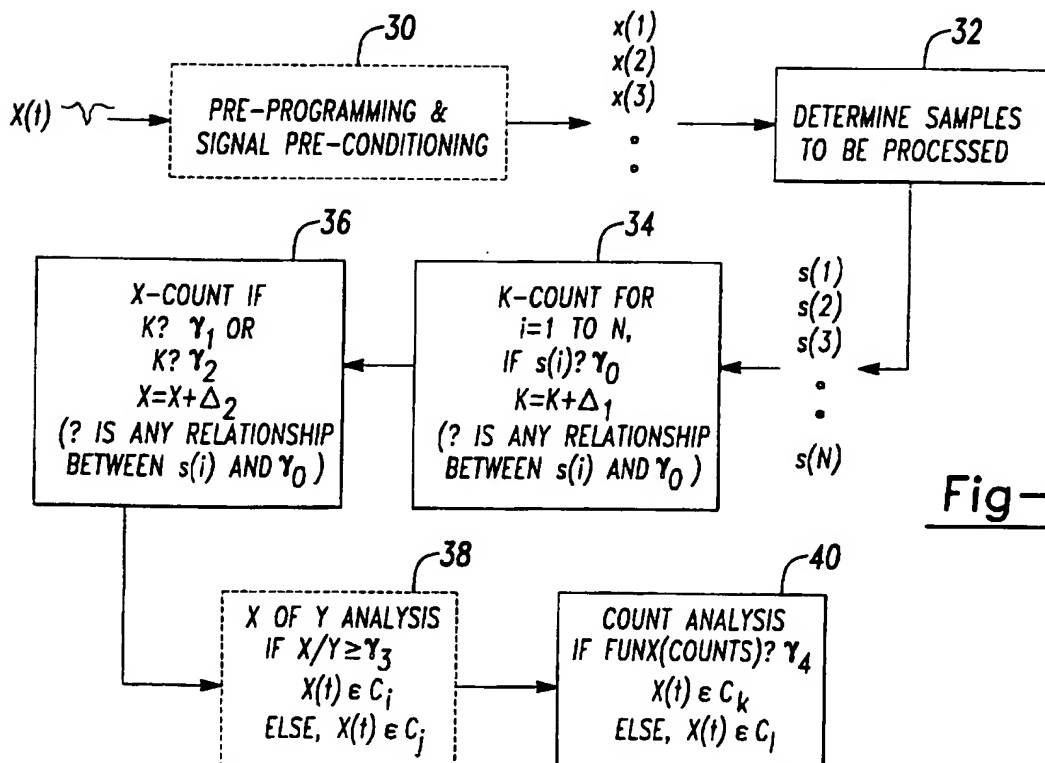 30
X(t)
PRE-PROGRAMMING &
SIGNAL PRE-CONDITIONING
x(1)
x(2)
x(3)
32
DETERMINE SAMPLES
TO BE PROCESSED
36
X-COUNT IF
K? γ1 OR
K? γ2
X=X+Δ2
(? IS ANY RELATIONSHIP
BETWEEN s(i) AND γ0)
34
K-COUNT FOR
i=1 TO N,
IF s(i)? γ0
K=K+Δ1
(? IS ANY RELATIONSHIP
BETWEEN s(i) AND γ0)
s(1)
s(2)
s(3)
s(N)
Fig-
38
X OF Y ANALYSIS
IF X/Y≥γ3
X(t) ε Ci
ELSE, X(t) ε Cj
40
COUNT ANALYSIS
IF FUNX(COUNTS)? γ4
X(t) ε Ck
ELSE, X(t) ε Cl